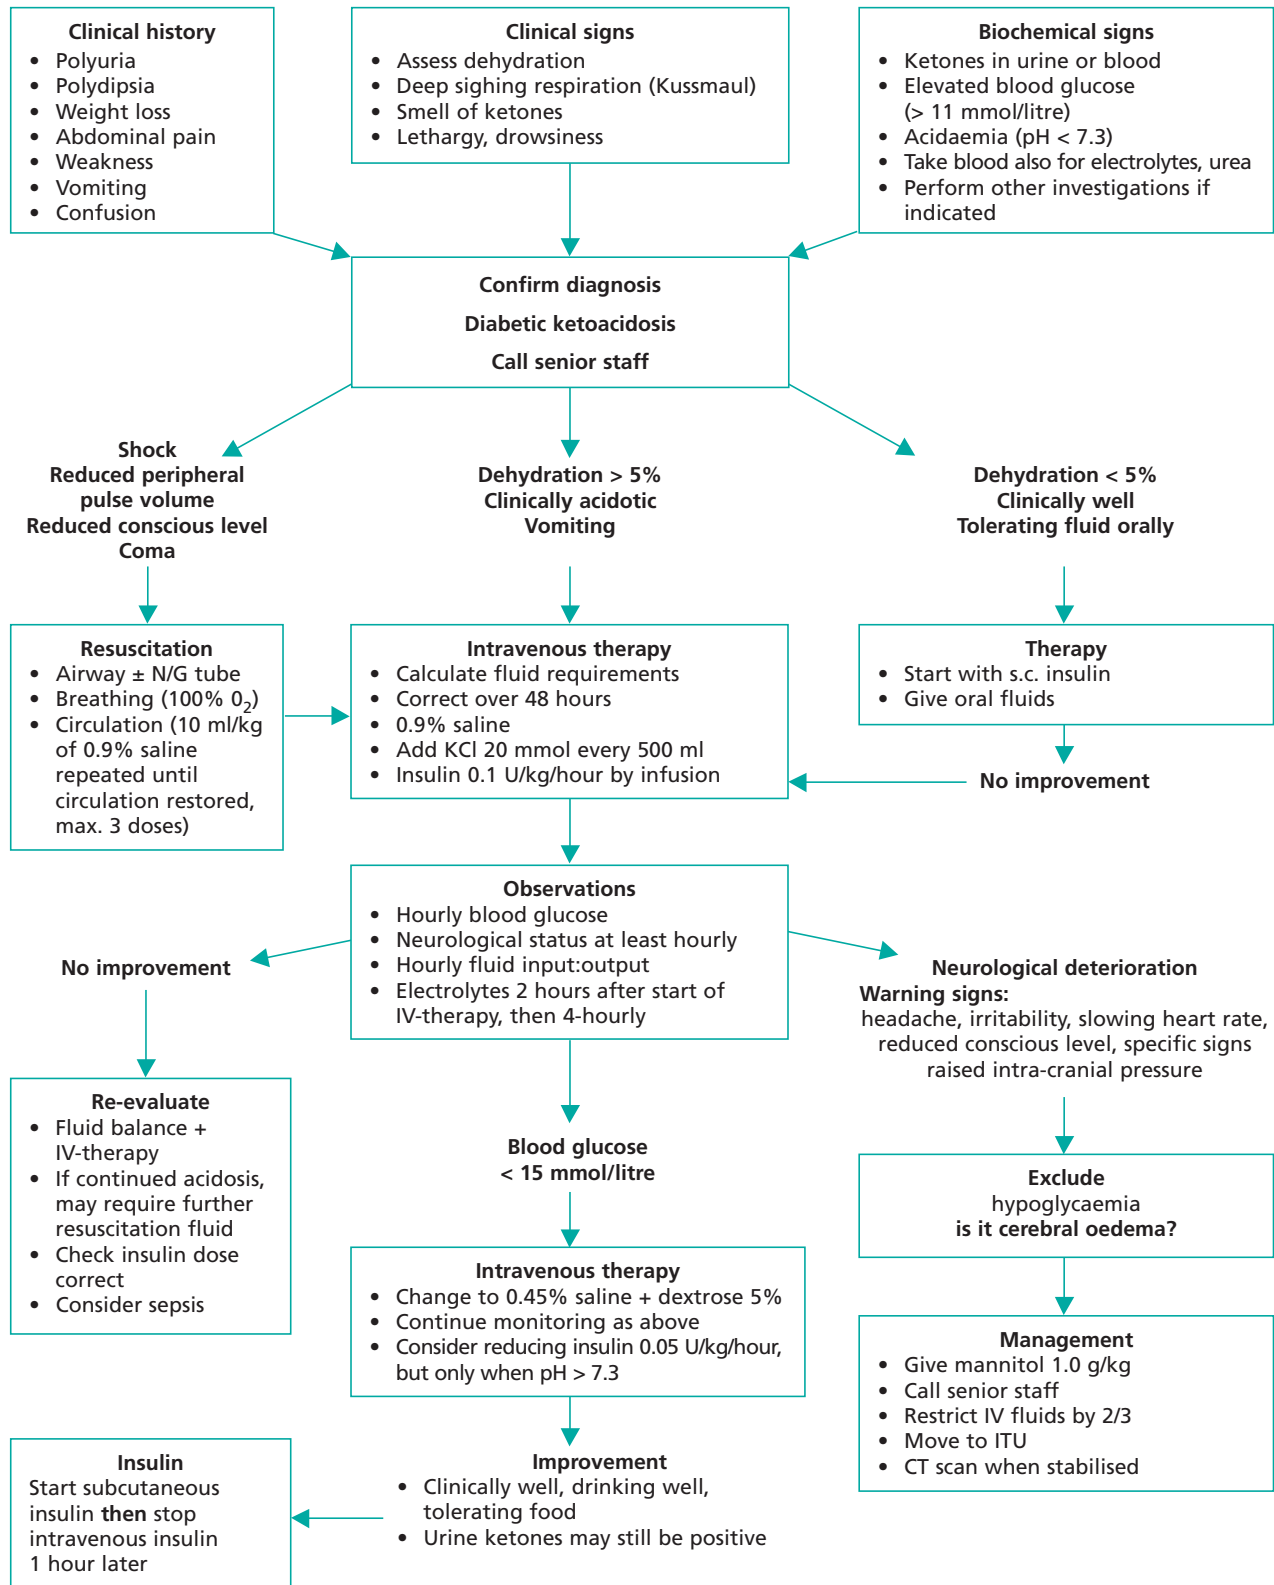 Clinical history
• Polyuria
• Polydipsia
• Weight loss
• Abdominal pain
• Weakness
• Vomiting
• Confusion
Clinical signs
• Assess dehydration
• Deep sighing respiration (Kussmaul)
• Smell of ketones
• Lethargy, drowsiness
Biochemical signs
• Ketones in urine or blood
• Elevated blood glucose
(> 11 mmol/litre)
• Acidaemia (pH < 7.3)
• Take blood also for electrolytes, urea
• Perform other investigations if
indicated
Confirm diagnosis
Diabetic ketoacidosis
Call senior staff
Shock
Reduced peripheral
pulse volume
Reduced conscious level
Coma
Dehydration > 5%
Clinically acidotic
Vomiting
Dehydration < 5%
Clinically well
Tolerating fluid orally
Resuscitation
• Airway ± N/G tube
• Breathing (100% 0₂)
• Circulation (10 ml/kg
of 0.9% saline
repeated until
circulation restored,
max. 3 doses)
Intravenous therapy
• Calculate fluid requirements
• Correct over 48 hours
• 0.9% saline
• Add KCl 20 mmol every 500 ml
• Insulin 0.1 U/kg/hour by infusion
Therapy
• Start with s.c. insulin
• Give oral fluids
No improvement
Observations
• Hourly blood glucose
• Neurological status at least hourly
• Hourly fluid input:output
• Electrolytes 2 hours after start of
IV-therapy, then 4-hourly
No improvement
Neurological deterioration
Warning signs:
headache, irritability, slowing heart rate,
reduced conscious level, specific signs
raised intra-cranial pressure
Re-evaluate
• Fluid balance +
IV-therapy
• If continued acidosis,
may require further
resuscitation fluid
• Check insulin dose
correct
• Consider sepsis
Blood glucose
< 15 mmol/litre
Exclude
hypoglycaemia
is it cerebral oedema?
Intravenous therapy
• Change to 0.45% saline + dextrose 5%
• Continue monitoring as above
• Consider reducing insulin 0.05 U/kg/hour,
but only when pH > 7.3
Management
• Give mannitol 1.0 g/kg
• Call senior staff
• Restrict IV fluids by 2/3
• Move to ITU
• CT scan when stabilised
Improvement
• Clinically well, drinking well,
tolerating food
• Urine ketones may still be positive
Insulin
Start subcutaneous
insulin then stop
intravenous insulin
1 hour later